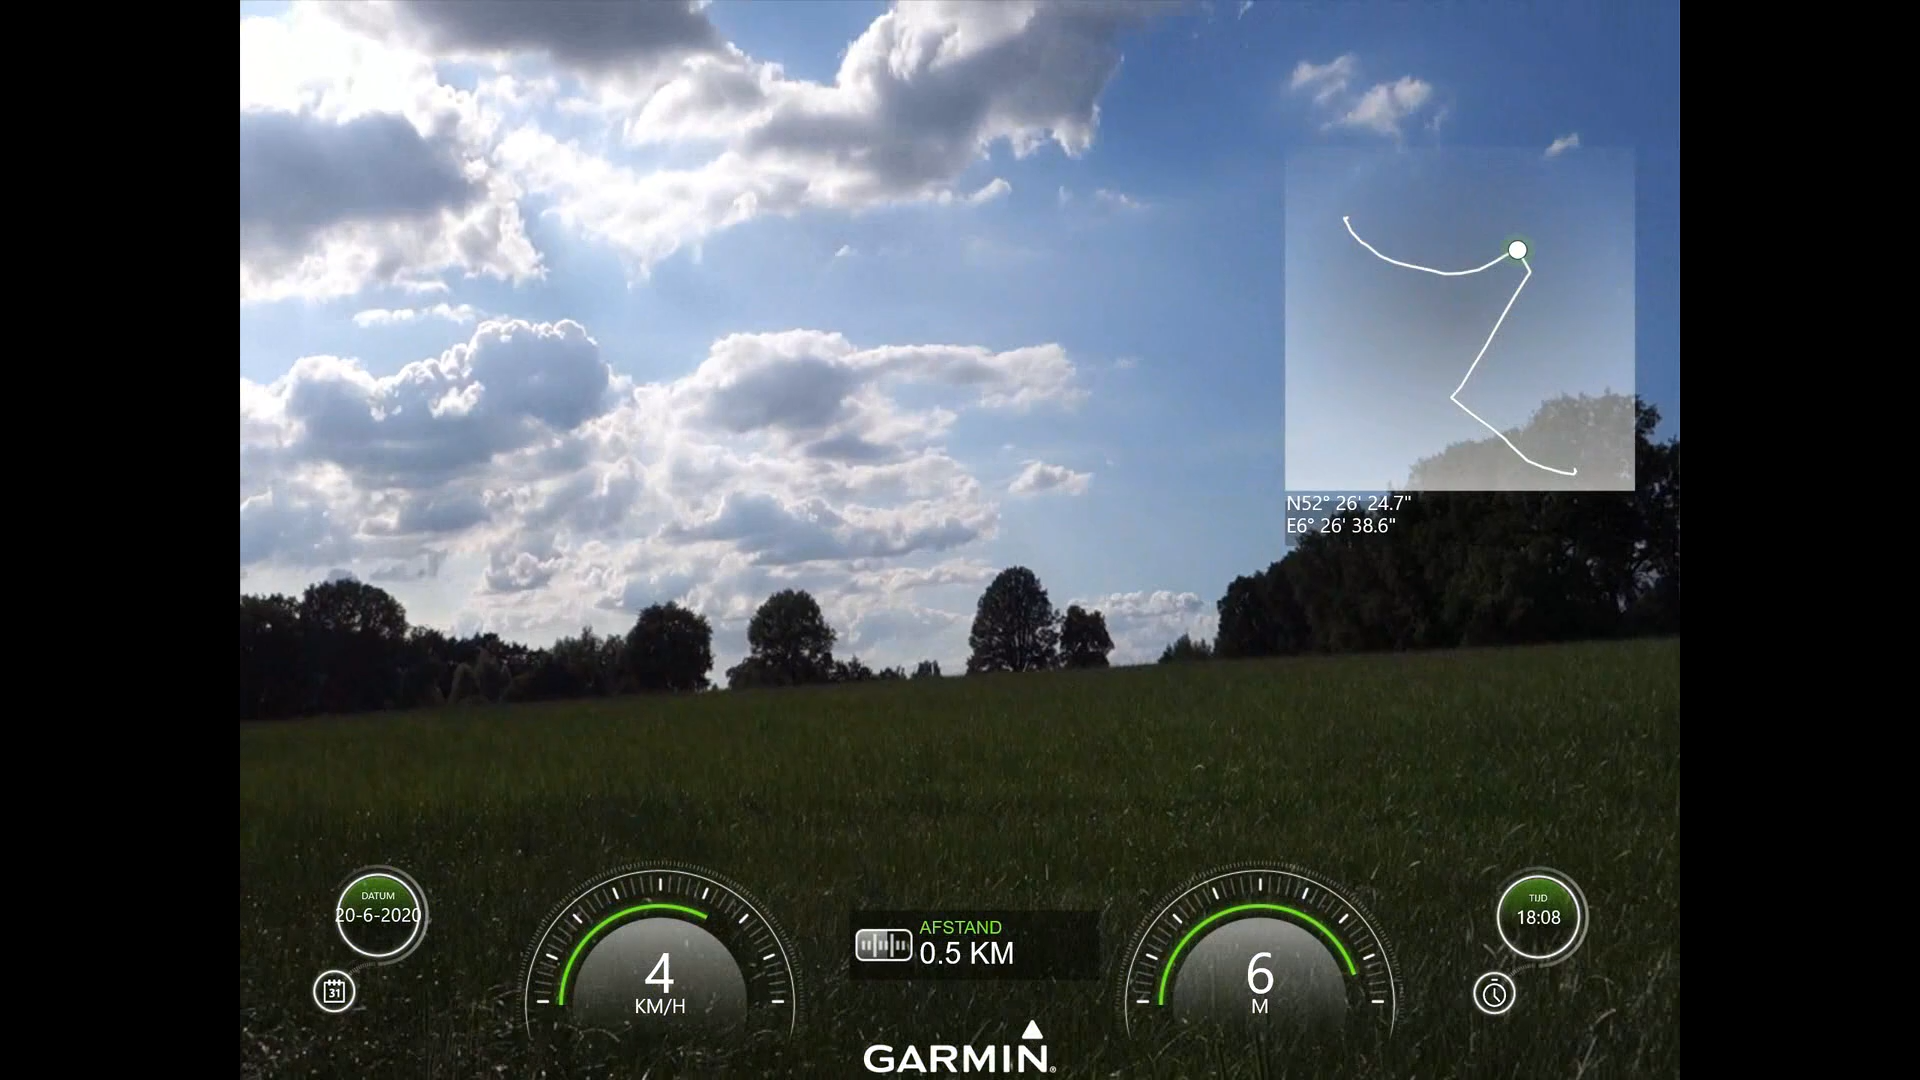 N52° 26' 24.7"
E6° 26' 38.6"
DATUM
20-6-2020
31
4
KM/H
AFSTAND
0.5 KM
6
M
TIJD
18:08
GARMIN